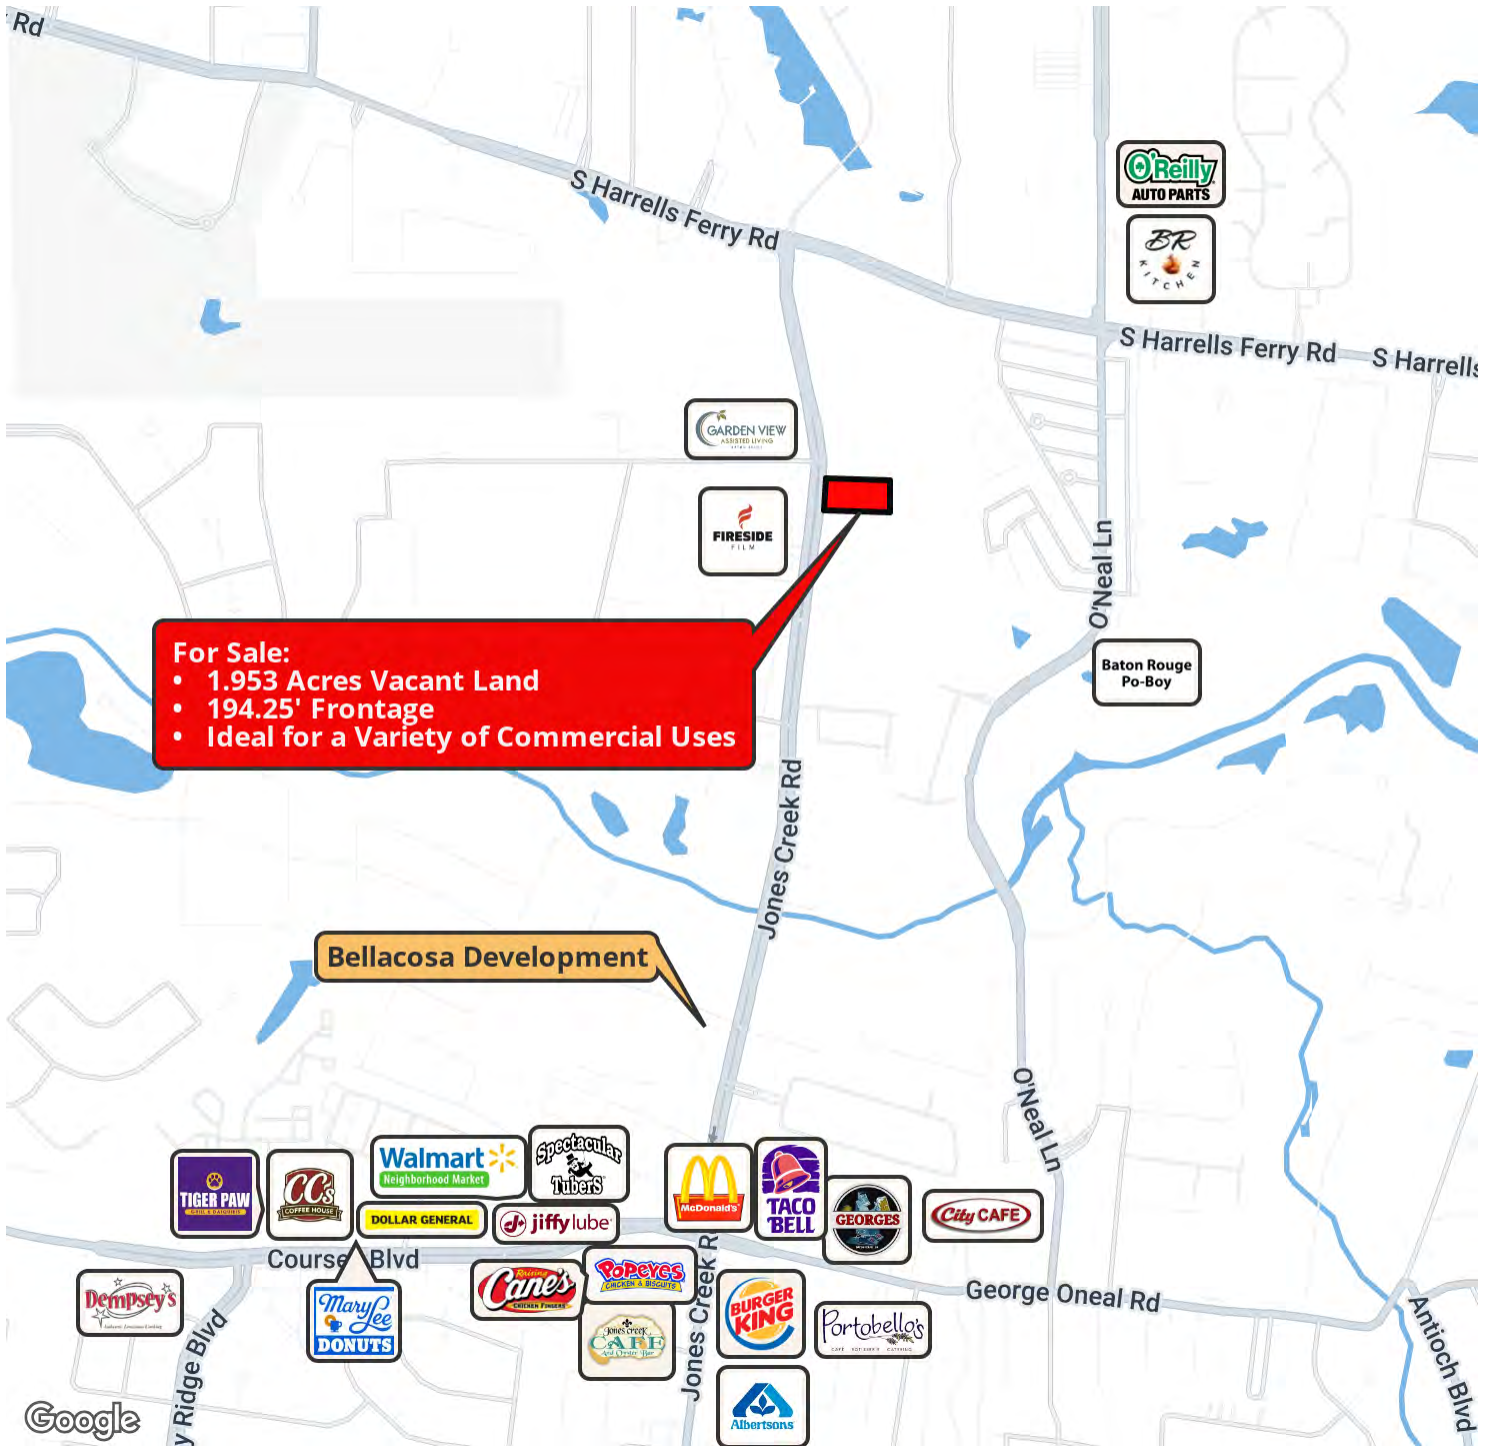 Rd
S Harrells Ferry Rd
O'Reilly
AUTO PARTS
BR
KITCHEN
S Harrells Ferry Rd
S Harrells
GARDEN VIEW
ASSISTED LIVING
FIRESIDE
FILM
O'Neal Ln
For Sale:
• 1.953 Acres Vacant Land
• 194.25' Frontage
• Ideal for a Variety of Commercial Uses
Baton Rouge
Po-Boy
Jones Creek Rd
Bellacosa Development
O'Neal Ln
TIGER PAW
CC's
COFFEE HOUSE
Walmart
Neighborhood Market
Spectacular
Tubers
DOLLAR GENERAL
jiffy lube
McDonald's
TACO
BELL
GEORGES
City CAFE
Course Blvd
Dempsey's
Mary Lee
DONUTS
Raising
Cane's
CHICKEN FINGERS
POPEYES
CHICKEN & BISCUITS
Jones creek
CAFE
And Oyster Bar
Jones Creek R
BURGER
KING
Portobello's
George Oneal Rd
Antioch Blvd
y Ridge Blvd
Albertsons
Google